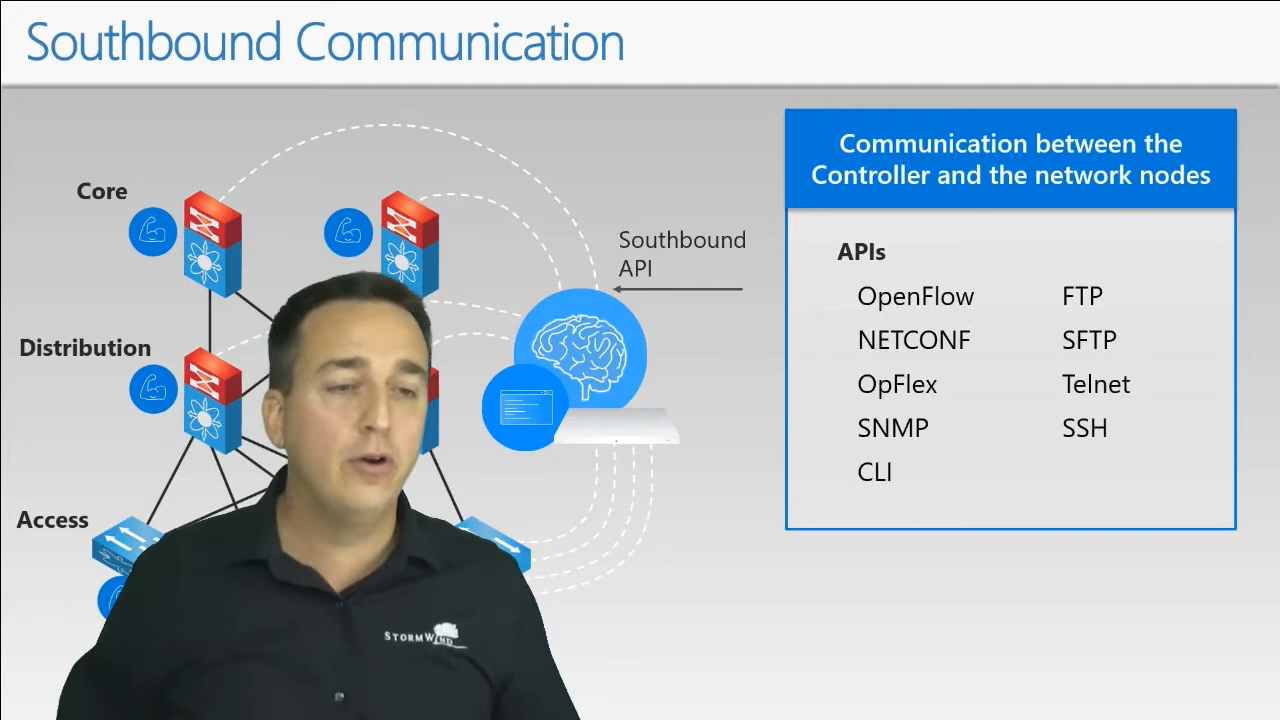 Southbound Communication
Core
Distribution
Access
Southbound
API
STORMWIND
Communication between the
Controller and the network nodes
APIs
OpenFlow
NETCONF
OpFlex
SNMP
CLI
FTP
SFTP
Telnet
SSH